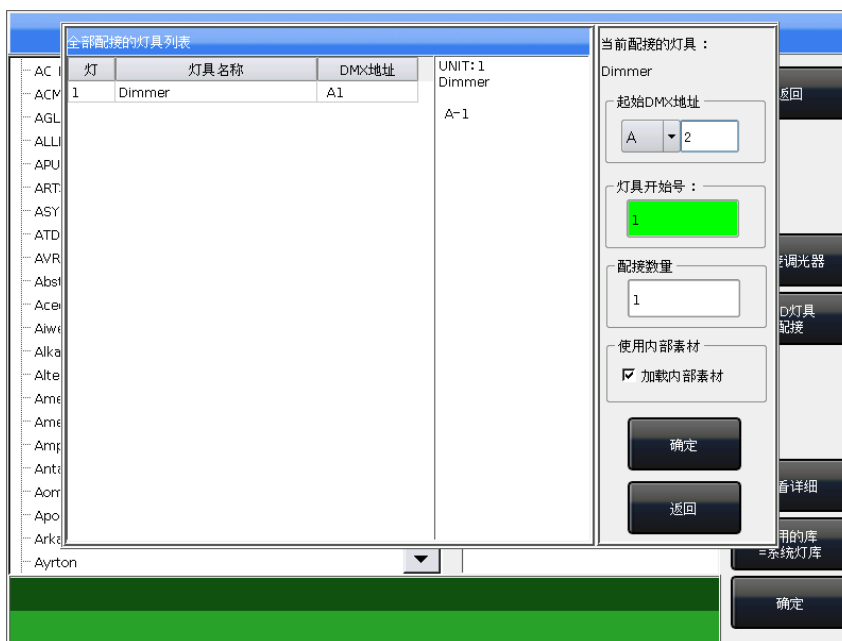 全部配接的灯具列表
灯 灯具名称 DMX地址
1 Dimmer A1
UNIT:1
Dimmer
A-1
当前配接的灯具：
Dimmer
起始DMX地址
A 2
灯具开始号：
1
配接数量
1
使用内部素材
加载内部素材
确定
返回
AC
ACM
AGL
ALL
APU
ART
ASY
ATD
AVR
Abst
Ace
Aiwe
Alka
Alte
Ame
Ame
Amp
Anta
Aom
Apo
Arka
Ayrton
返回
调光器
D灯具
配接
看详细
用的库
=系统灯库
确定